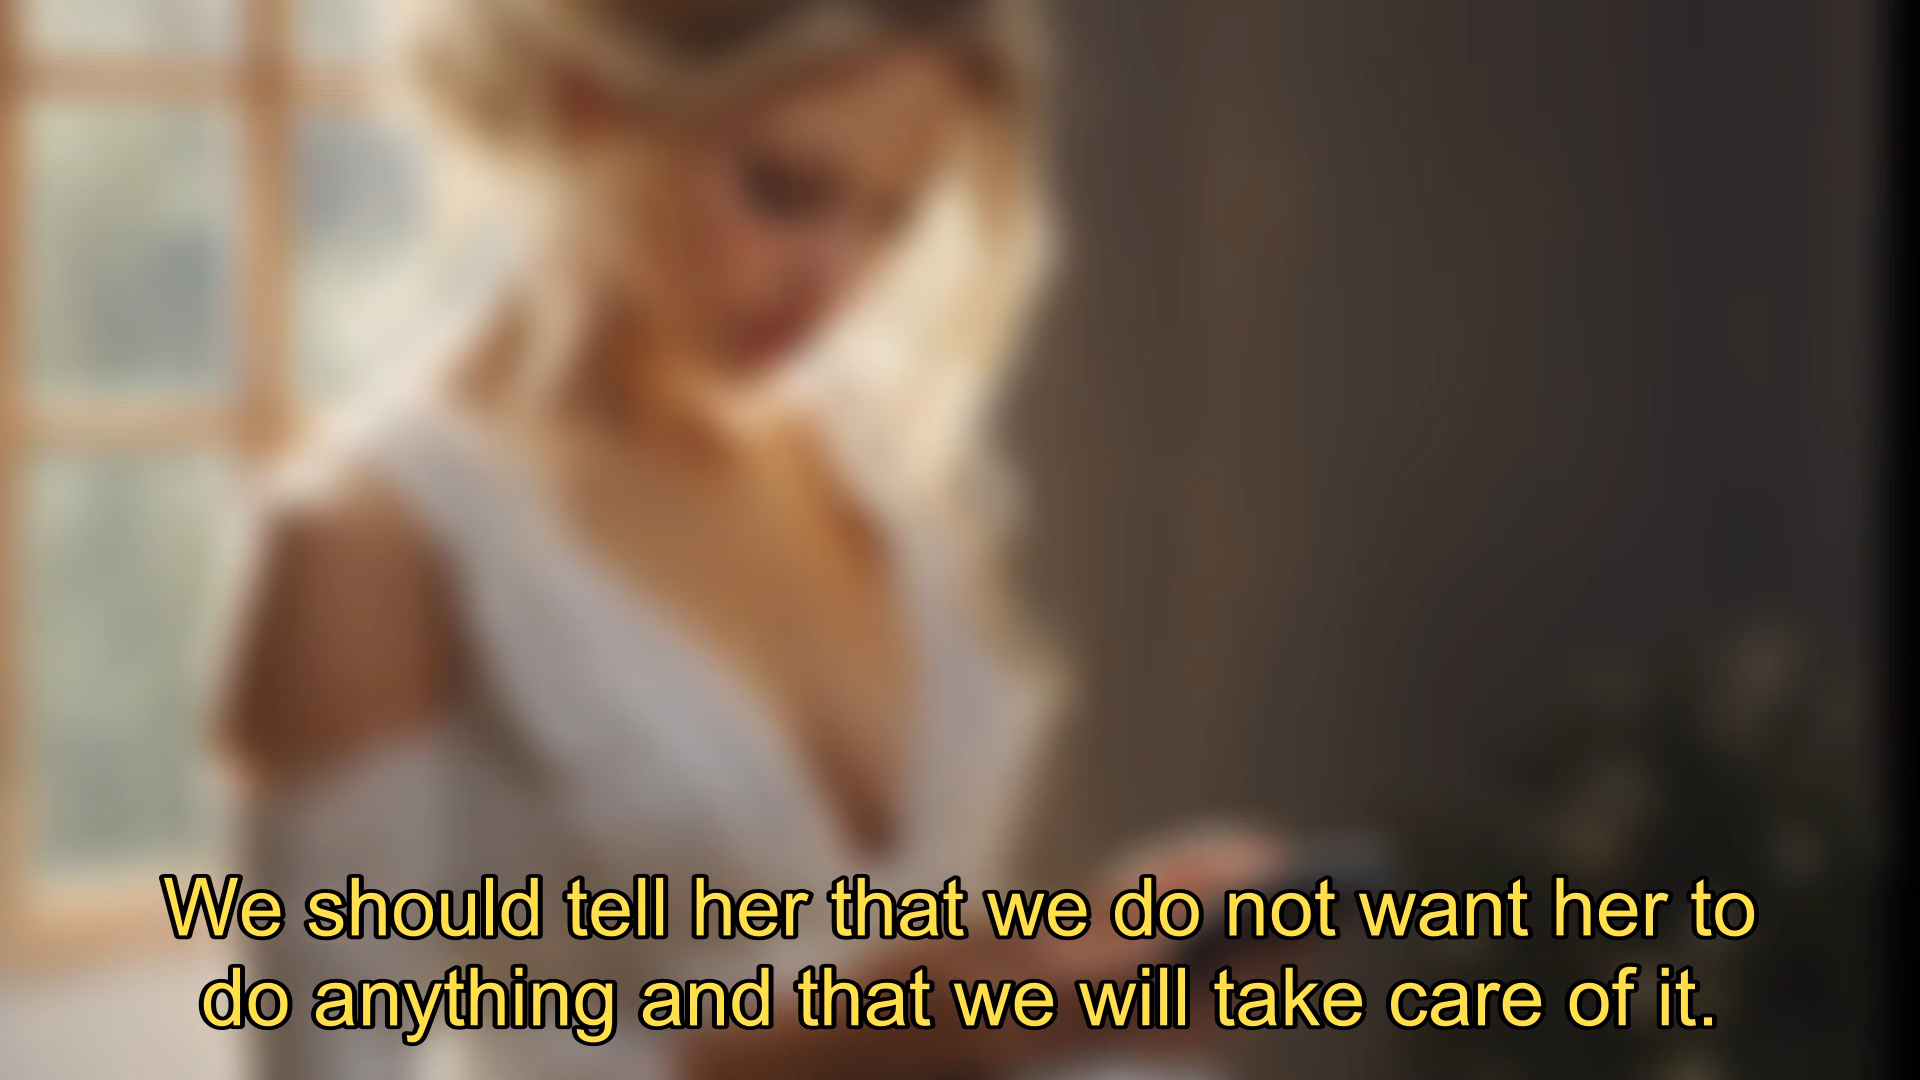 We should tell her that we do not want her to
do anything and that we will take care of it.